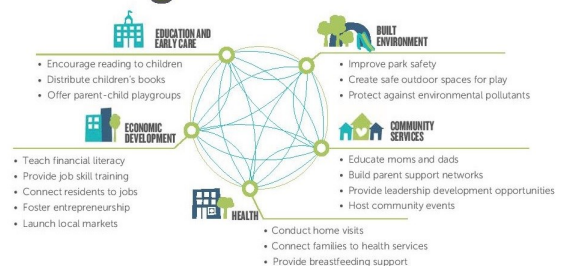 EDUCATION AND
EARLY CARE
• Encourage reading to children
• Distribute children's books
• Offer parent-child playgroups
BUILT
ENVIRONMENT
• Improve park safety
• Create safe outdoor spaces for play
• Protect against environmental pollutants
ECONOMIC
DEVELOPMENT
• Teach financial literacy
• Provide job skill training
• Connect residents to jobs
• Foster entrepreneurship
• Launch local markets
COMMUNITY
SERVICES
• Educate moms and dads
• Build parent support networks
• Provide leadership development opportunities
• Host community events
HEALTH
• Conduct home visits
• Connect families to health services
• Provide breastfeeding support